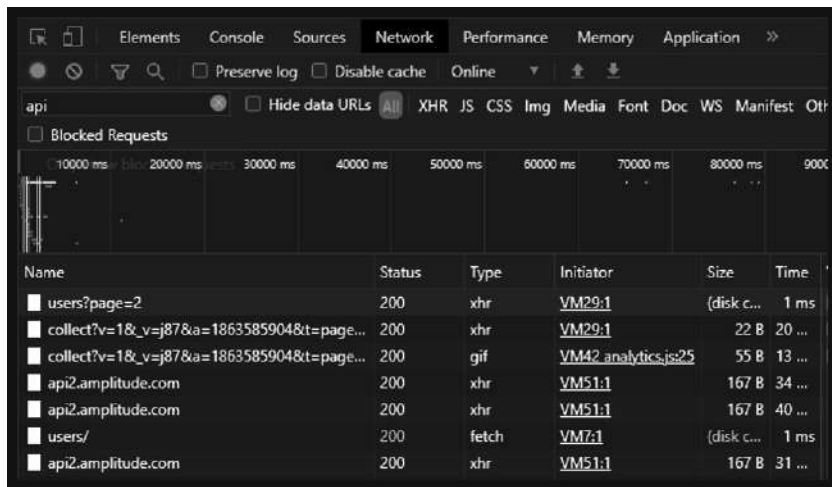 Elements Console Sources Network Performance Memory Application »
Preserve log Disable cache Online
api Hide data URLs All XHR JS CSS Img Media Font Doc WS Manifest Oth
Blocked Requests
10000 ms 20000 ms 30000 ms 40000 ms 50000 ms 60000 ms 70000 ms 80000 ms 9000
Name Status Type Initiator Size Time
users?page=2 200 xhr VM29:1 (disk c... 1 ms
collect?v=1&_v=j87&a=1863585904&t=page... 200 xhr VM29:1 22 B 20 ...
collect?v=1&_v=j87&a=1863585904&t=page... 200 gif VM42 analytics.js:25 55 B 13 ...
api2.amplitude.com 200 xhr VM51:1 167 B 34 ...
api2.amplitude.com 200 xhr VM51:1 167 B 40 ...
users/ 200 fetch VM7:1 (disk c... 1 ms
api2.amplitude.com 200 xhr VM51:1 167 B 31 ...